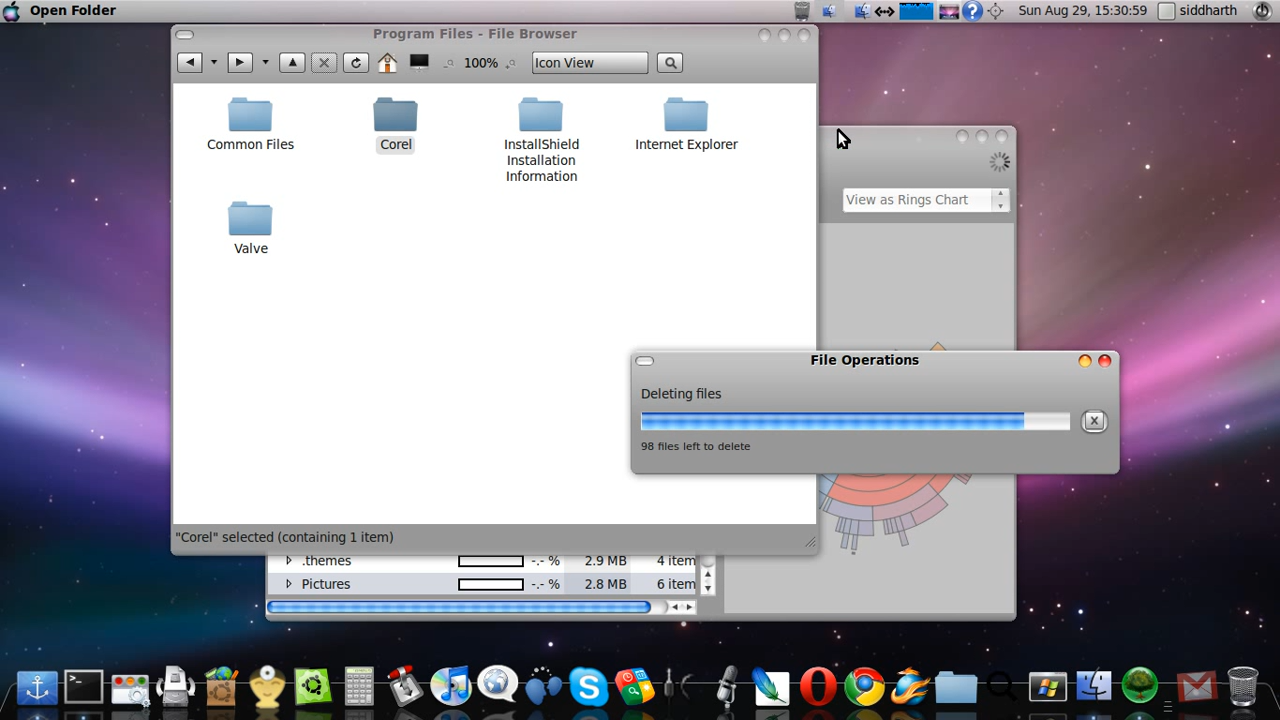 Open Folder
Sun Aug 29, 15:30:59
siddharth
Program Files - File Browser
100%
Icon View
Common Files
Corel
InstallShield
Installation
Information
Internet Explorer
Valve
View as Rings Chart
File Operations
Deleting files
98 files left to delete
"Corel" selected (containing 1 item)
.themes -.- % 2.9 MB 4 item
Pictures -.- % 2.8 MB 6 item